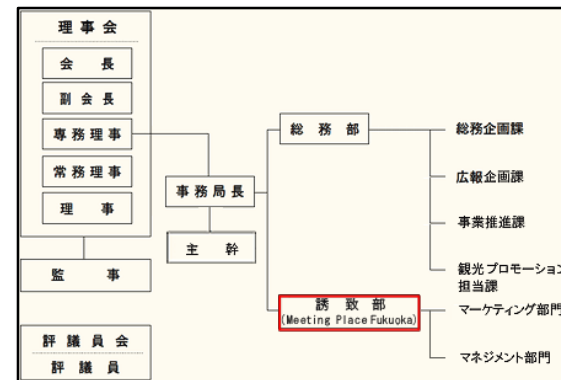 理事会
会長
副会長
専務理事
常務理事
理事
監事
評議員会
評議員
事務局長
主幹
総務部
総務企画課
広報企画課
事業推進課
観光プロモーション
担当課
誘致部
(Meeting Place Fukuoka)
マーケティング部門
マネジメント部門